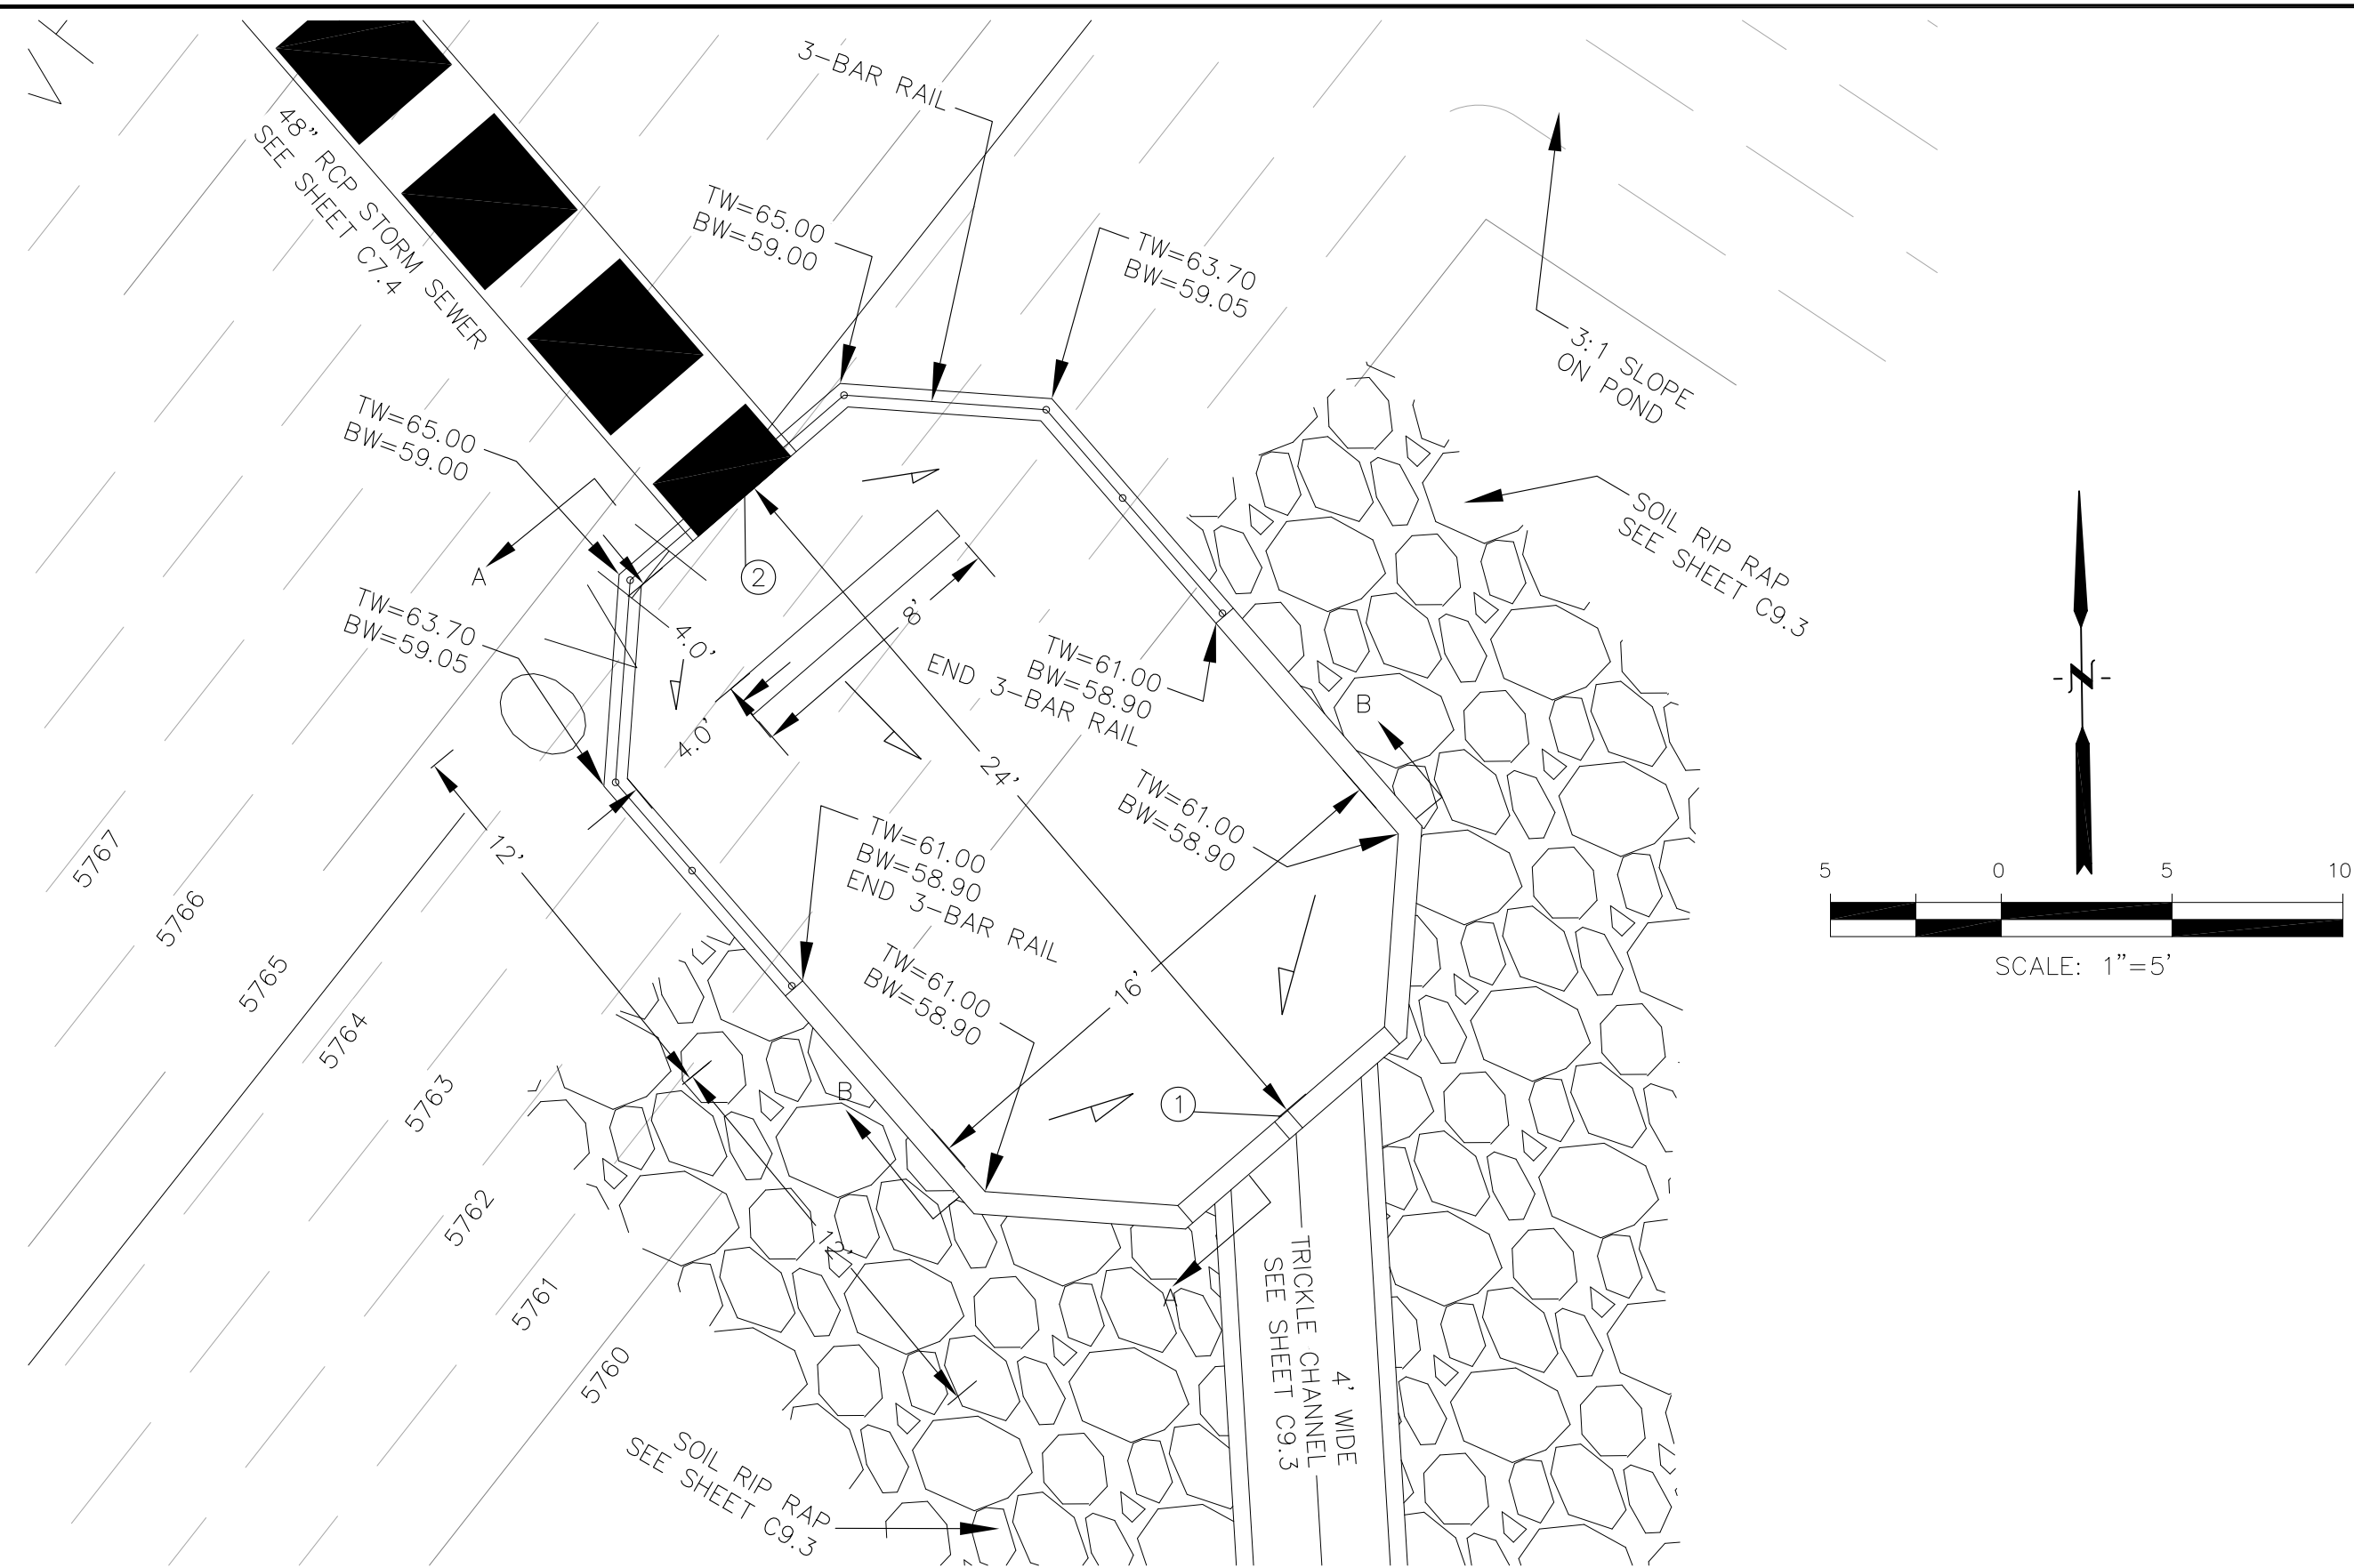 3-BAR RAIL
48" RCP STORM SEWER
SEE SHEET
C7.4
TW=65.00
BW=59.00
TW=63.70
BW=59.05
3:1 SLOPE
ON POND
TW=65.00
BW=59.00
SOIL RIP RAP
SEE SHEET C9.3
A
2
TW=63.70
BW=59.05
4.0'
8'
4.0'
TW=61.00
BW=58.90
END 3-BAR RAIL
B
N
24'
TW=61.00
BW=58.90
12'
TW=61.00
BW=58.90
END 3-BAR RAIL
5 0 5 10
SCALE: 1"=5'
16'
TW=61.00
BW=58.90
B
1
5767
5766
5765
5764
5763
5762
5761
5760
12'
A
4' WIDE
TRICKLE CHANNEL
SEE SHEET C9.3
SOIL RIP RAP
SEE SHEET C9.3